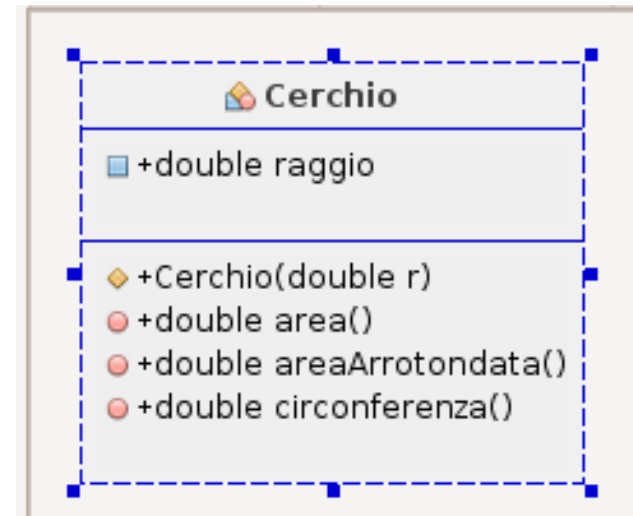 Cerchio
+double raggio
+Cerchio(double r)
+double area()
+double areaArrotondata()
+double circonferenza()